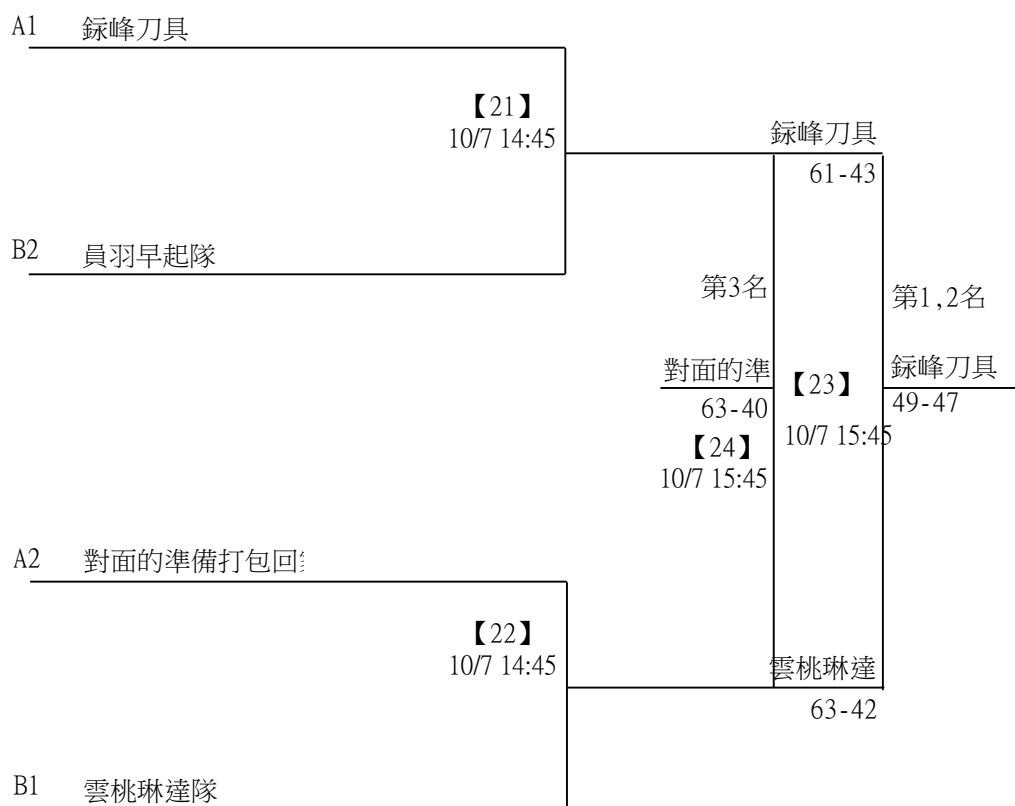 A1 銢峰刀具
【21】
10/7 14:45
銢峰刀具
61-43
B2 員羽早起隊
第3名
第1,2名
對面的準
63-40
【24】
10/7 15:45
【23】
10/7 15:45
銢峰刀具
49-47
A2 對面的準備打包回
【22】
10/7 14:45
雲桃琳達
63-42
B1 雲桃琳達隊